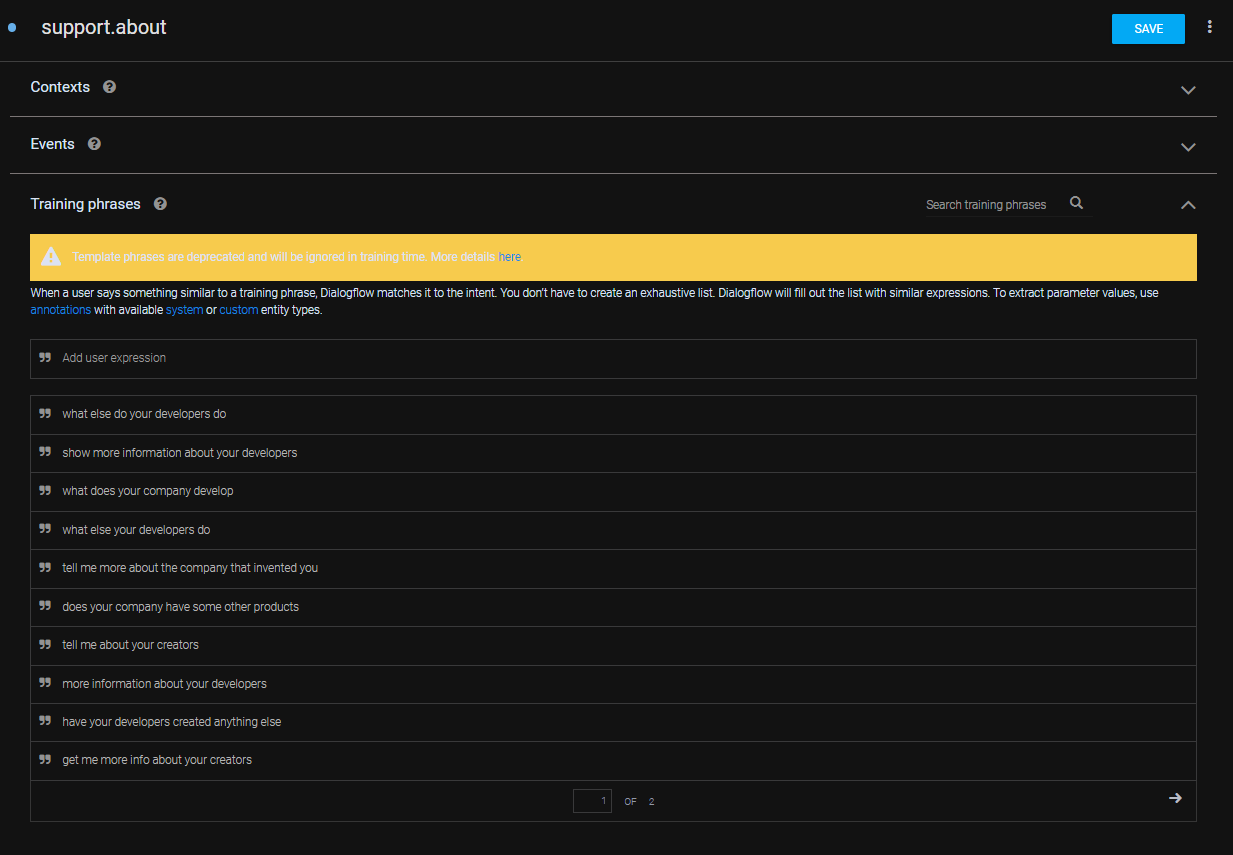 support.about
SAVE
Contexts
Events
Training phrases
Search training phrases
Template phrases are deprecated and will be ignored in training time. More details here.
When a user says something similar to a training phrase, Dialogflow matches it to the intent. You don't have to create an exhaustive list. Dialogflow will fill out the list with similar expressions. To extract parameter values, use
annotations with available system or custom entity types.
Add user expression
what else do your developers do
show more information about your developers
what does your company develop
what else your developers do
tell me more about the company that invented you
does your company have some other products
tell me about your creators
more information about your developers
have your developers created anything else
get me more info about your creators
1 OF 2